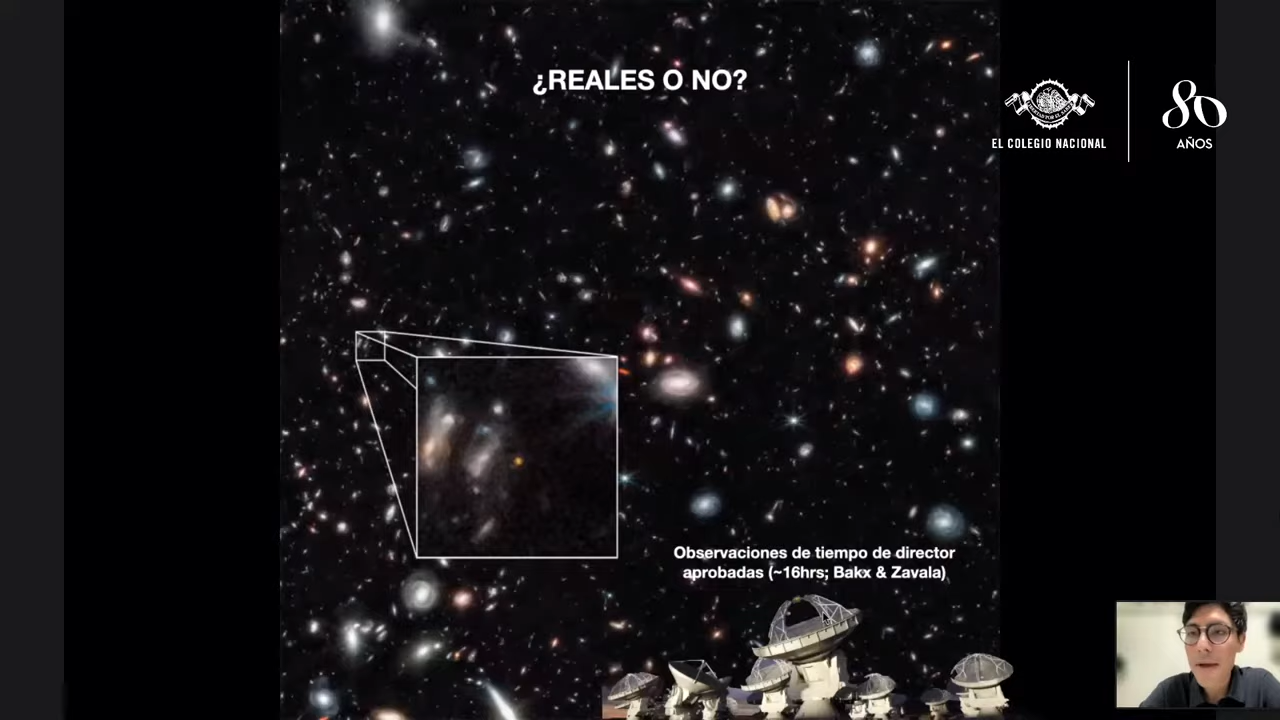 ¿REALES O NO?
EL COLEGIO NACIONAL
80
AÑOS
Observaciones de tiempo de director
aprobadas (~16hrs; Bakx & Zavala)